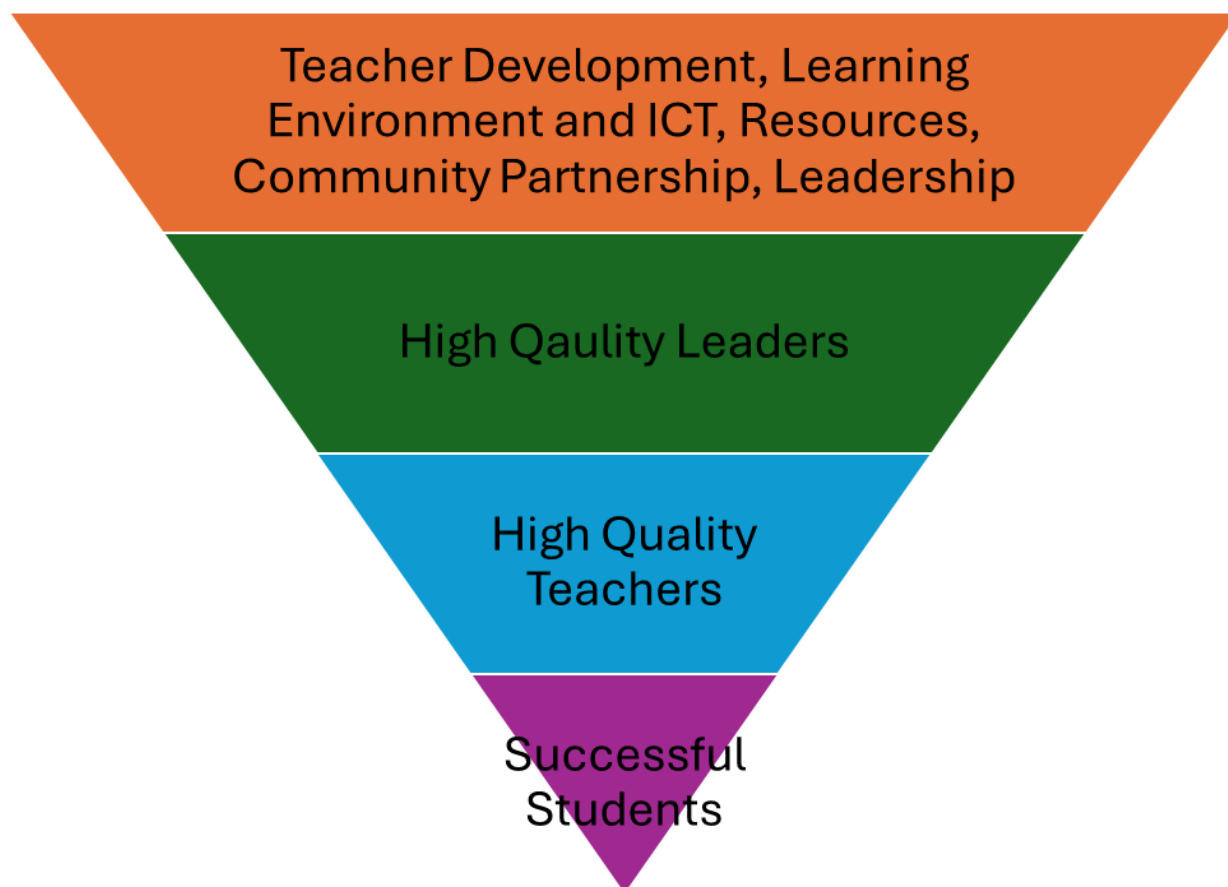 Teacher Development, Learning
Environment and ICT, Resources,
Community Partnership, Leadership
High Qaulity Leaders
High Quality
Teachers
Successful
Students